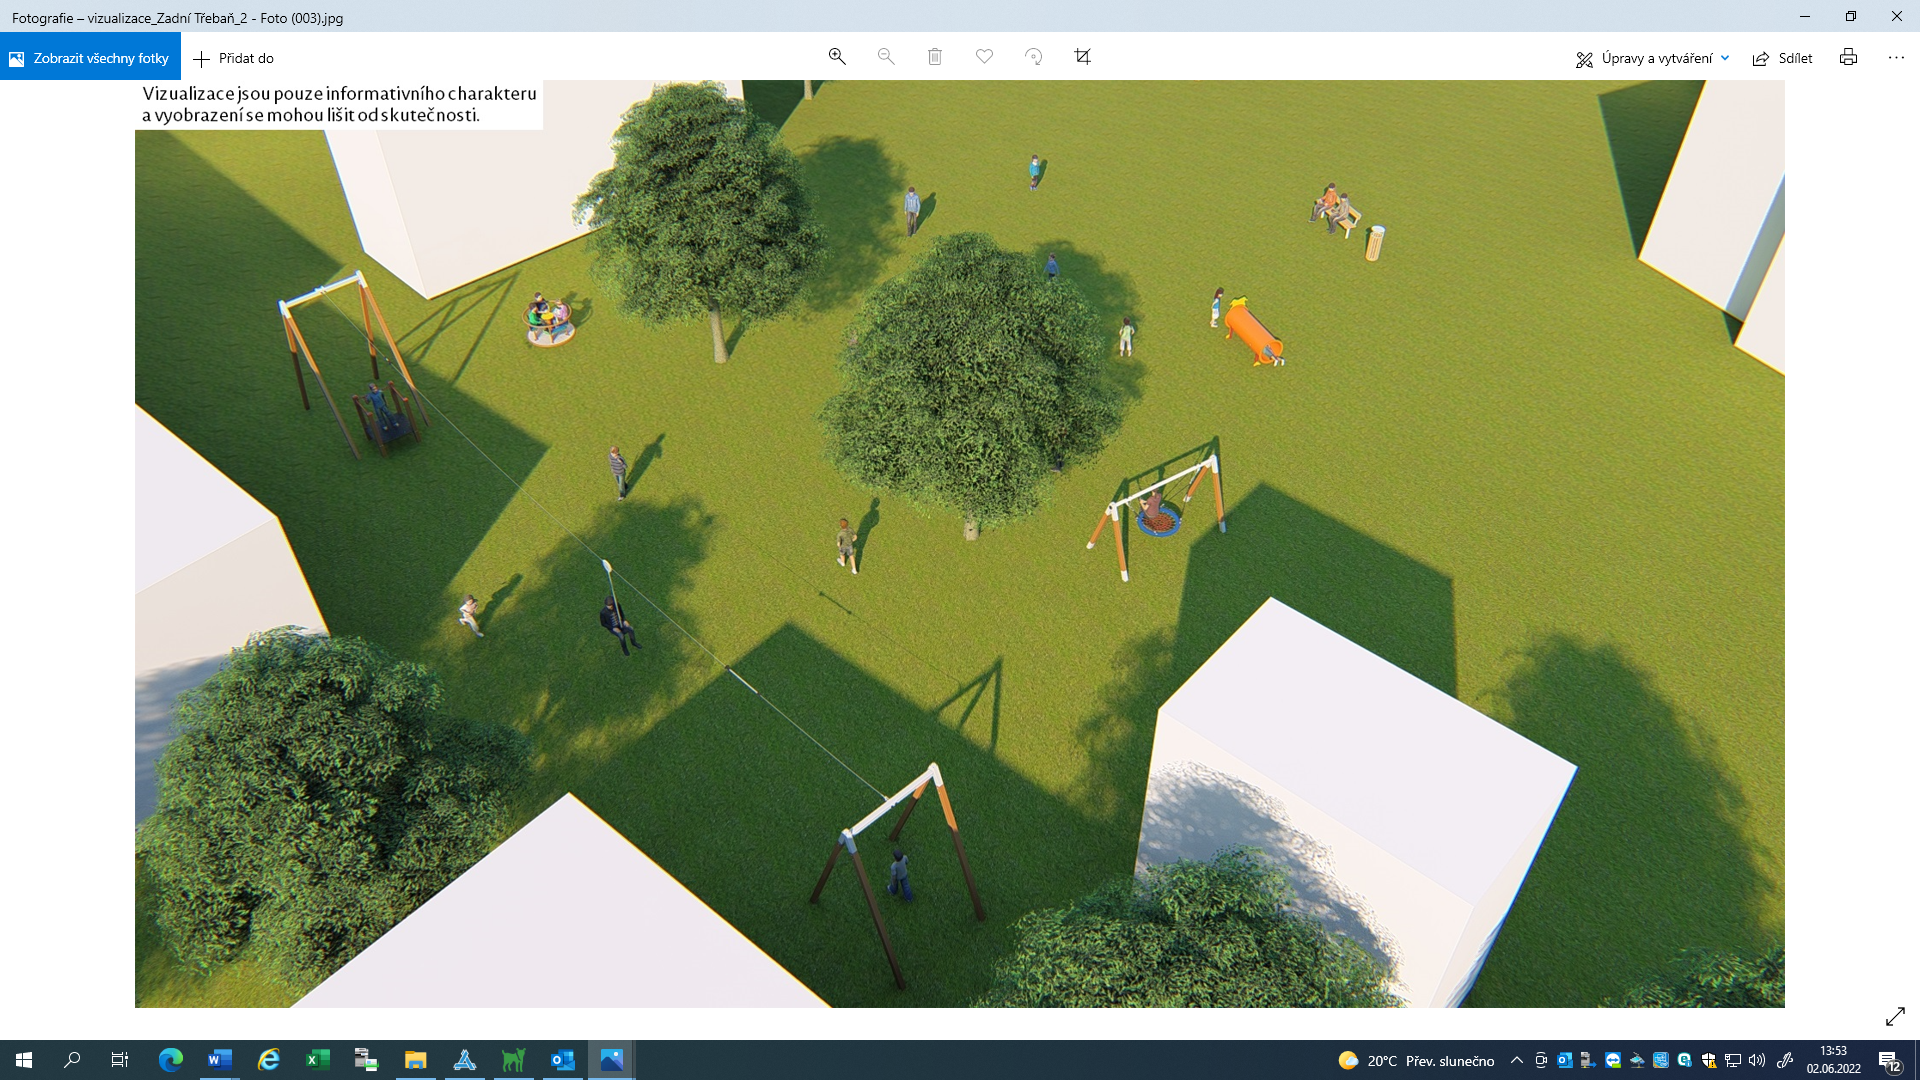 Fotografie – vizualizace_Zadní Třebaň_2 - Foto (003).jpg
Zobrazit všechny fotky
Přidat do
Úpravy a vytváření
Sdílet
Vizualizace jsou pouze informativního charakteru
a vyobrazení se mohou lišit od skutečnosti.
20°C Přev. slunečno
13:53
02.06.2022
12